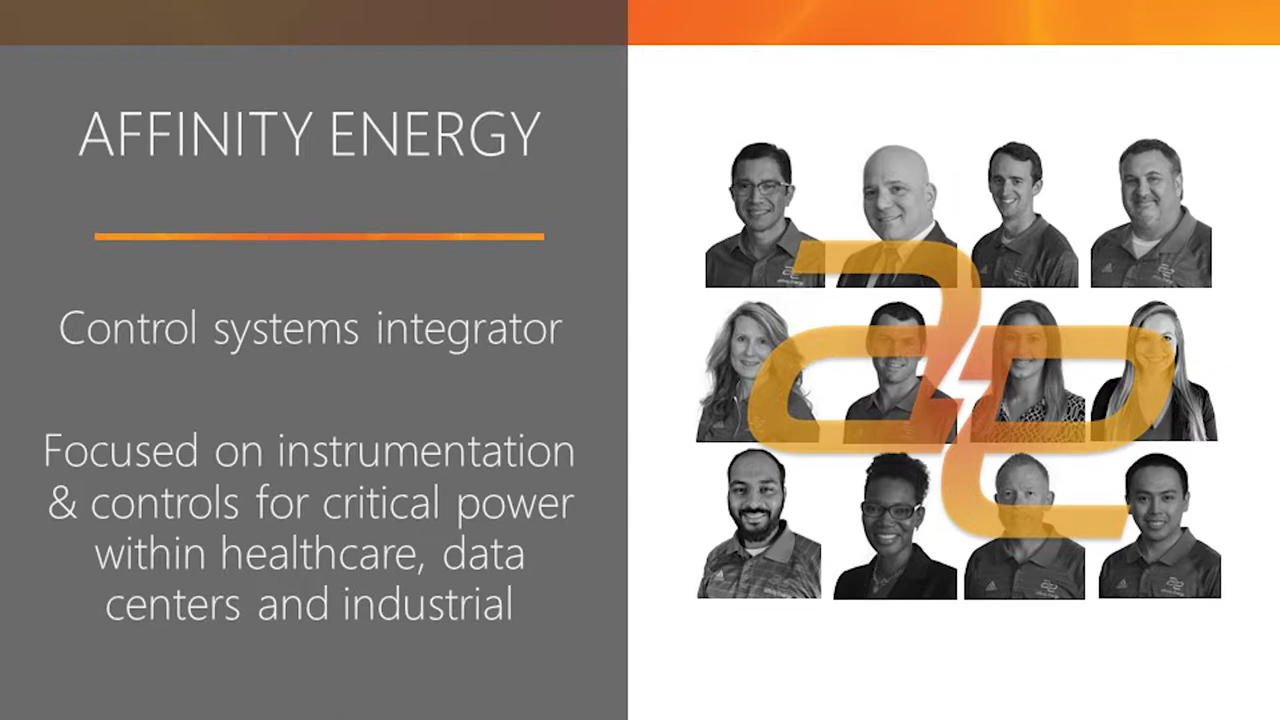 AFFINITY ENERGY
Control systems integrator
Focused on instrumentation
& controls for critical power
within healthcare, data
centers and industrial